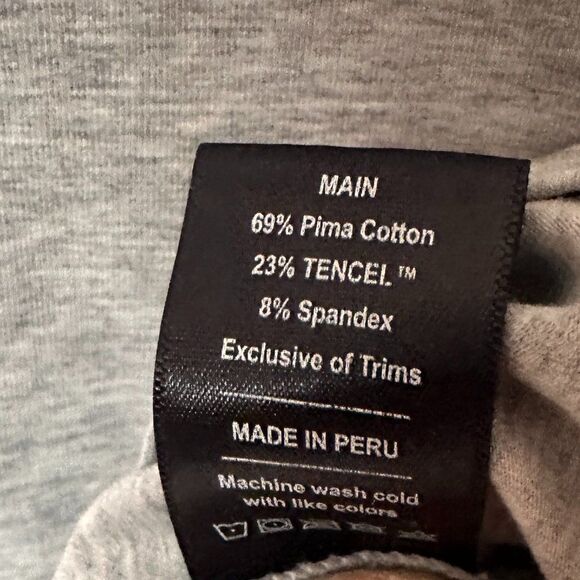 MAIN
69% Pima Cotton
23% TENCEL™
8% Spandex
Exclusive of Trims
MADE IN PERU
Machine wash cold
with like colors